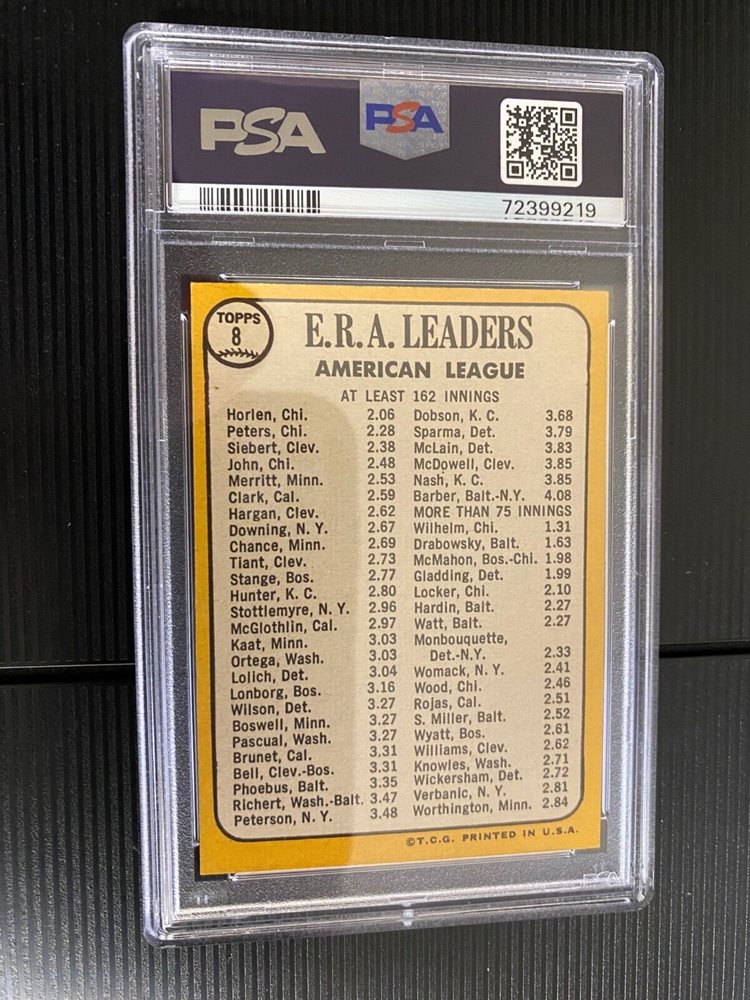 PSA
PSA
72399219
TOPPS
8
E.R.A. LEADERS
AMERICAN LEAGUE
AT LEAST 162 INNINGS
Horlen, Chi. 2.06
Peters, Chi. 2.28
Siebert, Clev. 2.38
John, Chi. 2.48
Merritt, Minn. 2.53
Clark, Cal. 2.59
Hargan, Clev. 2.62
Downing, N. Y. 2.67
Chance, Minn. 2.69
Tiant, Clev. 2.73
Stange, Bos. 2.77
Hunter, K. C. 2.80
Stottlemyre, N. Y. 2.96
McGlothlin, Cal. 2.97
Kaat, Minn. 3.03
Ortega, Wash. 3.03
Lolich, Det. 3.04
Lonborg, Bos. 3.16
Wilson, Det. 3.27
Boswell, Minn. 3.27
Pascual, Wash. 3.27
Brunet, Cal. 3.31
Bell, Clev.-Bos. 3.31
Phoebus, Balt. 3.35
Richert, Wash.-Balt. 3.47
Peterson, N. Y. 3.48
Dobson, K. C. 3.68
Sparma, Det. 3.79
McLain, Det. 3.83
McDowell, Clev. 3.85
Nash, K. C. 3.85
Barber, Balt.-N.Y. 4.08
MORE THAN 75 INNINGS
Wilhelm, Chi. 1.31
Drabowsky, Balt. 1.63
McMahon, Bos.-Chi. 1.98
Gladding, Det. 1.99
Locker, Chi. 2.10
Hardin, Balt. 2.27
Watt, Balt. 2.27
Monbouquette,
Det.-N.Y. 2.33
Womack, N. Y. 2.41
Wood, Chi. 2.46
Rojas, Cal. 2.51
S. Miller, Balt. 2.52
Wyatt, Bos. 2.61
Williams, Clev. 2.62
Knowles, Wash. 2.71
Wickersham, Det. 2.72
Verbanic, N. Y. 2.81
Worthington, Minn. 2.84
©T.C.G. PRINTED IN U.S.A.
PSA